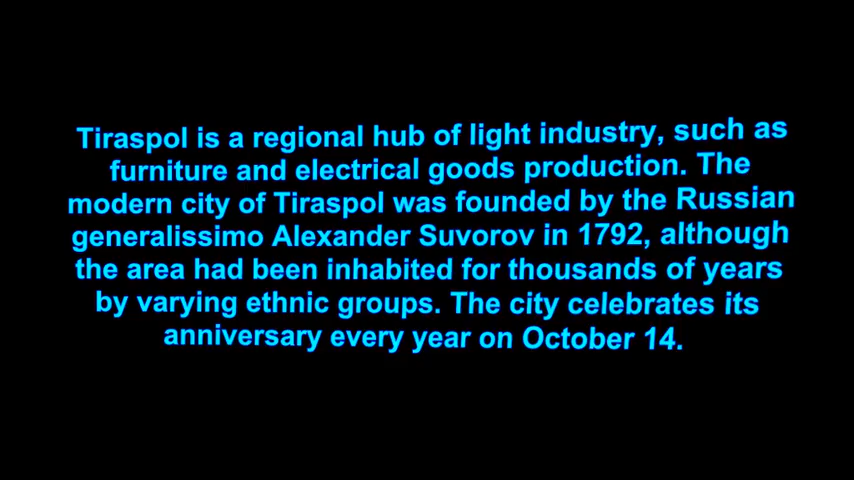 Tiraspol is a regional hub of light industry, such as
furniture and electrical goods production. The
modern city of Tiraspol was founded by the Russian
generalissimo Alexander Suvorov in 1792, although
the area had been inhabited for thousands of years
by varying ethnic groups. The city celebrates its
anniversary every year on October 14.